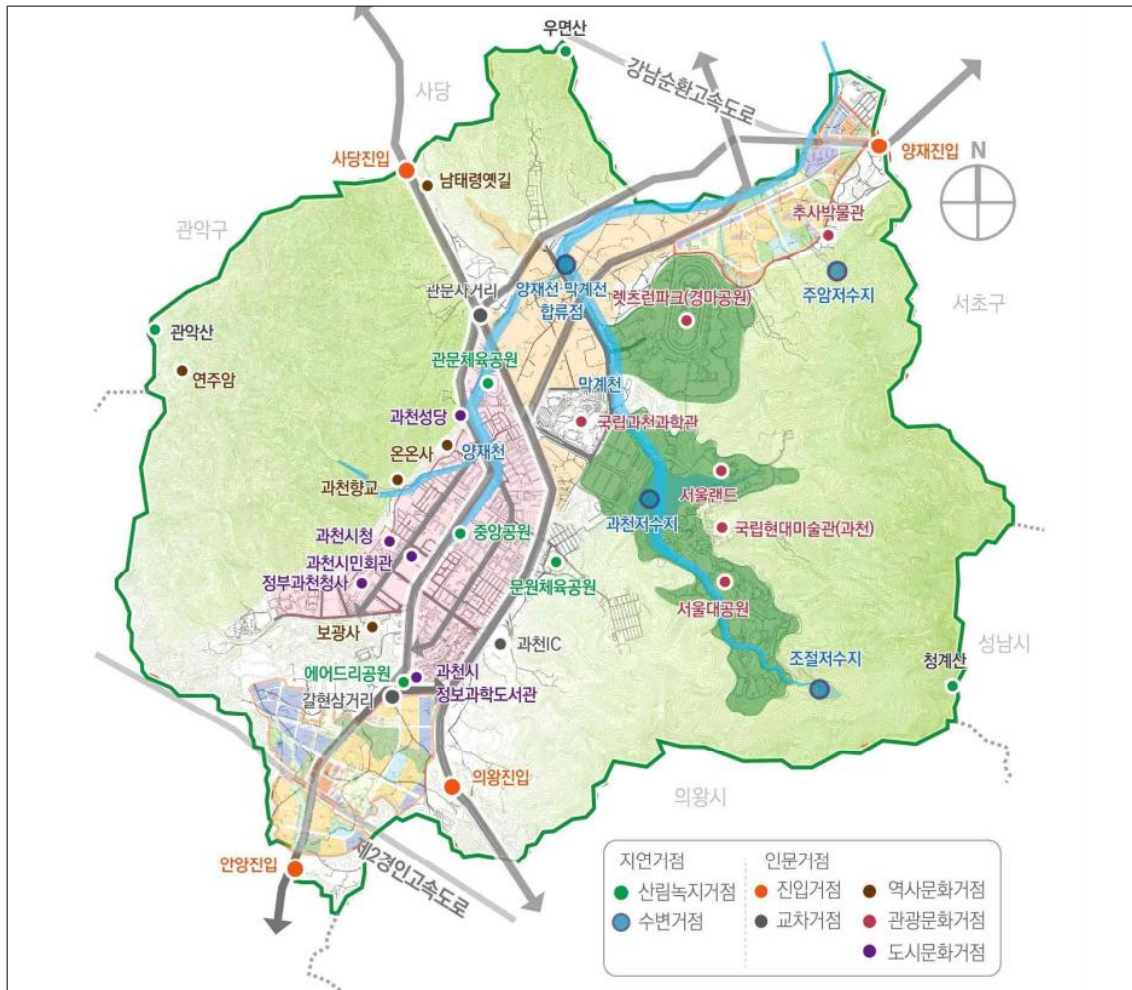 우면산
강남순환고속도로
사당
사당진입
양재진입
N
남태령옛길
추사박물관
관악구
관문사거리
양재선·막계선
합류점
주암저수지
렛츠런파크(경마공원)
서초구
관악산
연주암
관문체육공원
막계천
과천성당
국립과천과학관
온온사
양재천
과천향교
서울랜드
과천저수지
국립현대미술관(과천)
과천시청
중앙공원
과천시민회관
정부과천청사
문원체육공원
서울대공원
보광사
과천IC
성남시
청계산
조절저수지
에어드리공원
과천시
정보과학도서관
갈현삼거리
의왕진입
의왕시
안양진입
제2경인고속도로
지연거점
인문거점
산림녹지거점
진입거점
역사문화거점
수변거점
교차거점
관광문화거점
도시문화거점